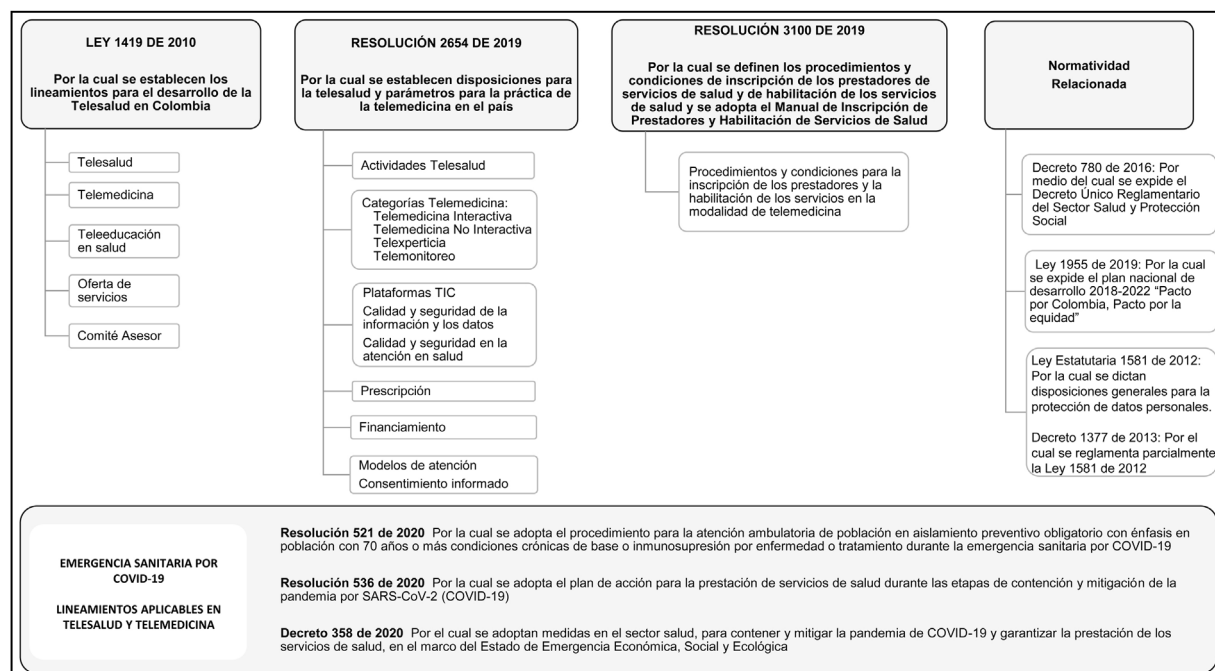 LEY 1419 DE 2010
Por la cual se establecen los
lineamientos para el desarrollo de la
Telesalud en Colombia
Telesalud
Telemedicina
Teleeducación
en salud
Oferta de
servicios
Comité Asesor
RESOLUCIÓN 2654 DE 2019
Por la cual se establecen disposiciones para
la telesalud y parámetros para la práctica
de la telemedicina en el país
Actividades Telesalud
Categorías Telemedicina:
Telemedicina Interactiva
Telemedicina No Interactiva
Telexperticia
Telemonitoreo
Plataformas TIC
Calidad y seguridad de la
información y los datos
Calidad y seguridad en la
atención en salud
Prescripción
Financiamiento
Modelos de atención
Consentimiento informado
RESOLUCIÓN 3100 DE 2019
Por la cual se definen los procedimientos y
condiciones de inscripción de los prestadores de
servicios de salud y de habilitación de los servicios
de salud y se adopta el Manual de Inscripción de
Prestadores y Habilitación de Servicios de Salud
Procedimientos y condiciones para la
inscripción de los prestadores y la
habilitación de los servicios en la
modalidad de telemedicina
Normatividad
Relacionada
Decreto 780 de 2016: Por
medio del cual se expide el
Decreto Único Reglamentario
del Sector Salud y Protección
Social
Ley 1955 de 2019: Por la cual
se expide el plan nacional de
desarrollo 2018-2022 “Pacto
por Colombia, Pacto por la
equidad”
Ley Estatutaria 1581 de 2012:
Por la cual se dictan
disposiciones generales para la
protección de datos personales.
Decreto 1377 de 2013: Por el
cual se reglamenta parcialmente
la Ley 1581 de 2012
EMERGENCIA SANITARIA POR
COVID-19
LINEAMIENTOS APLICABLES EN
TELESALUD Y TELEMEDICINA
Resolución 521 de 2020 Por la cual se adopta el procedimiento para la atención ambulatoria de población en aislamiento preventivo obligatorio con énfasis en
población con 70 años o más condiciones crónicas de base o inmunosupresión por enfermedad o tratamiento durante la emergencia sanitaria por COVID-19
Resolución 536 de 2020 Por la cual se adopta el plan de acción para la prestación de servicios de salud durante las etapas de contención y mitigación de la
pandemia por SARS-CoV-2 (COVID-19)
Decreto 358 de 2020 Por el cual se adoptan medidas en el sector salud, para contener y mitigar la pandemia de COVID-19 y garantizar la prestación de los
servicios de salud, en el marco del Estado de Emergencia Económica, Social y Ecológica